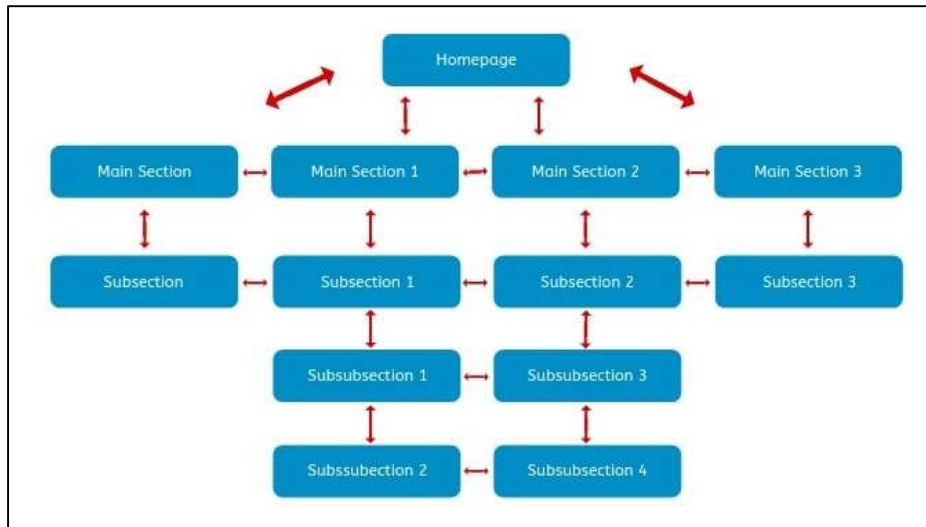 Homepage
Main Section
Main Section 1
Main Section 2
Main Section 3
Subsection
Subsection 1
Subsection 2
Subsection 3
Subsubsection 1
Subsubsection 3
Subssubection 2
Subsubsection 4